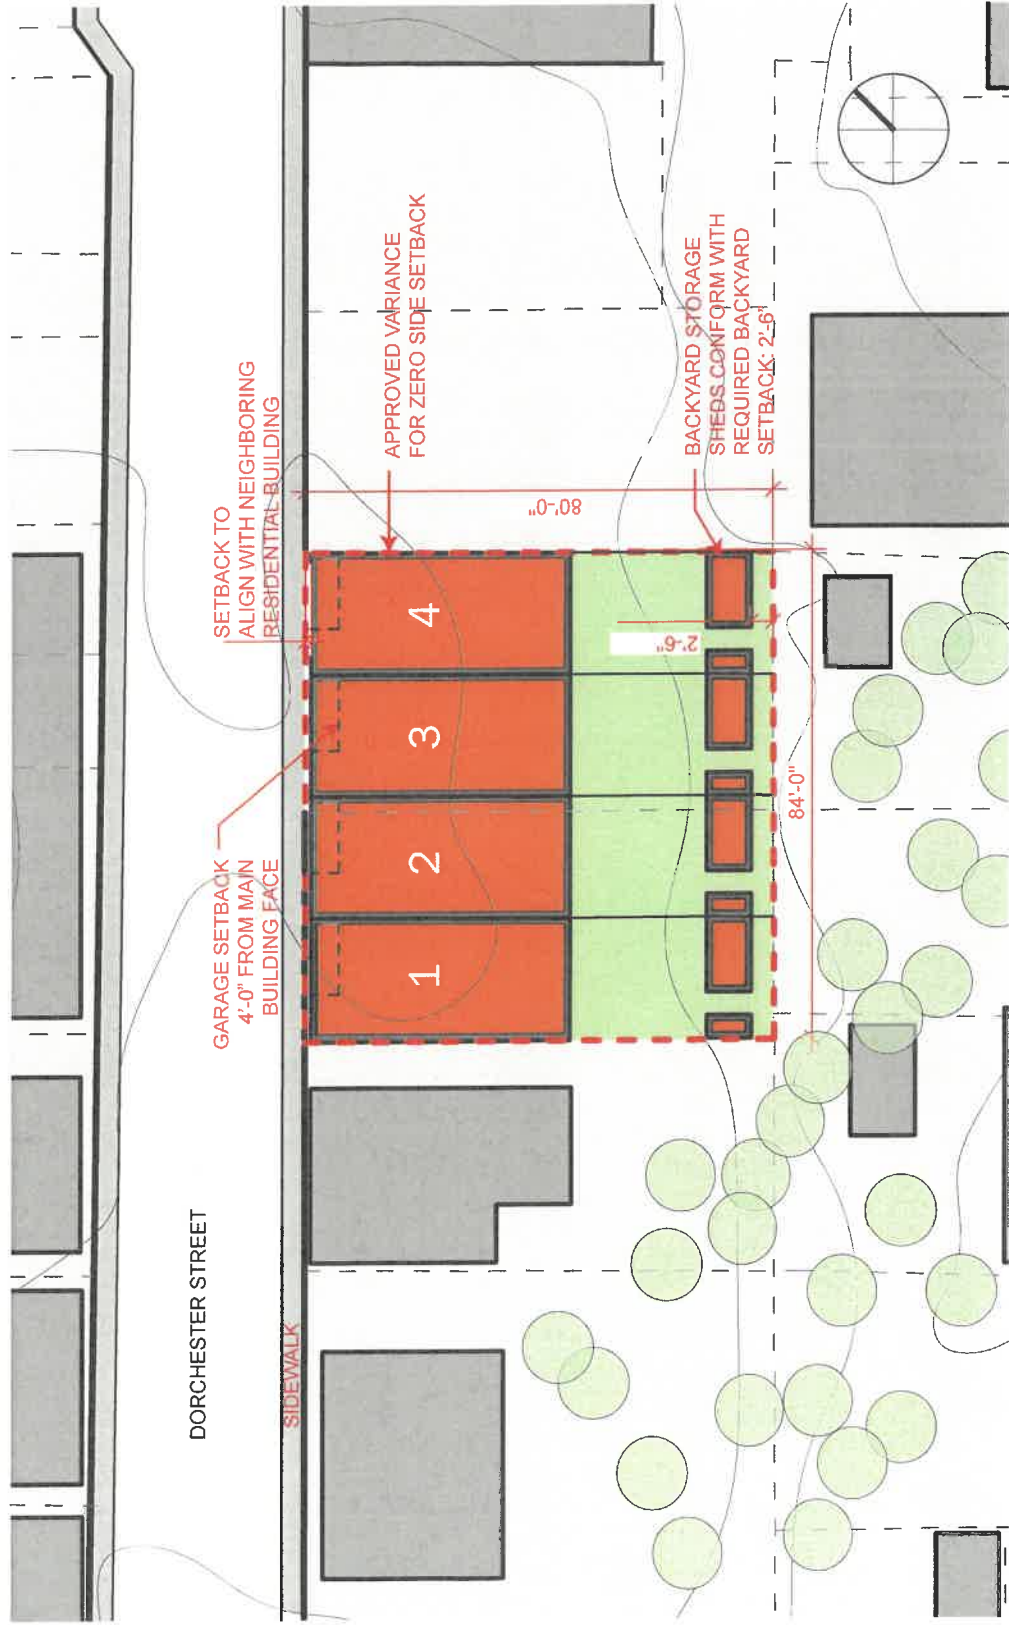 DORCHESTER STREET
SIDEWALK
GARAGE SETBACK
4'-0" FROM MAIN
BUILDING FACE
SETBACK TO
ALIGN WITH NEIGHBORING
RESIDENTIAL BUILDING
APPROVED VARIANCE
FOR ZERO SIDE SETBACK
1
2
3
4
80'-0"
BACKYARD STORAGE
SHEDS CONFORM WITH
REQUIRED BACKYARD
SETBACK: 2'-6"
2'-6"
84'-0"